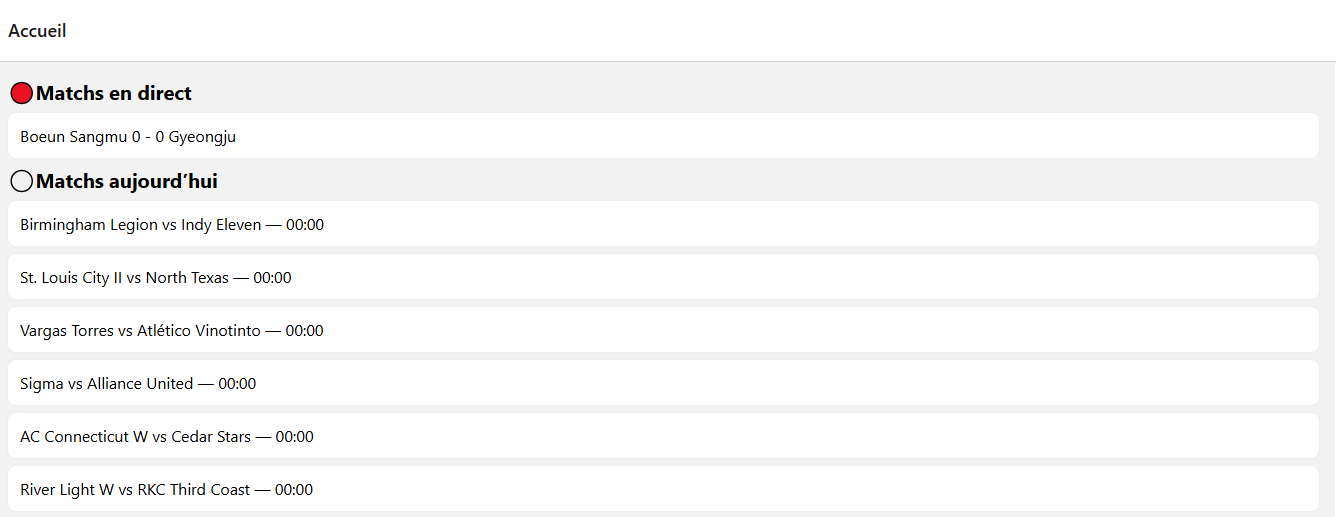 Accueil
Matchs en direct
Boeun Sangmu 0 - 0 Gyeongju
Matchs aujourd’hui
Birmingham Legion vs Indy Eleven — 00:00
St. Louis City II vs North Texas — 00:00
Vargas Torres vs Atlético Vinotinto — 00:00
Sigma vs Alliance United — 00:00
AC Connecticut W vs Cedar Stars — 00:00
River Light W vs RKC Third Coast — 00:00